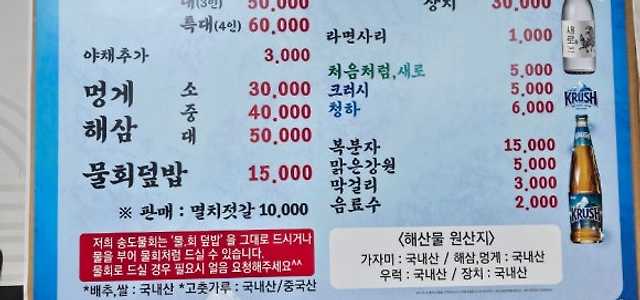 대(3인) 50,000
특대(4인) 60,000
야채추가 3,000
멍게 소 30,000
중 40,000
해삼 대 50,000
물회덮밥 15,000
※ 판매 : 멸치젓갈 10,000
저희 송도물회는 '물.회 덮밥' 을 그대로 드시거나
물을 부어 물회처럼 드실 수 있습니다.
물회로 드실 경우 필요시 얼음 요청해주세요^^
*배추,쌀 : 국내산 *고춧가루 : 국내산/중국산
장치 30,000
라면사리 1,000
처음처럼,새로 5,000
크러시 5,000
청하 6,000
복분자 15,000
맑은강원 5,000
막걸리 3,000
음료수 2,000
<해산물 원산지>
가자미 : 국내산 / 해삼,멍게 : 국내산
우럭 : 국내산 / 장치 : 국내산
새로
KRUSH
KRUSH